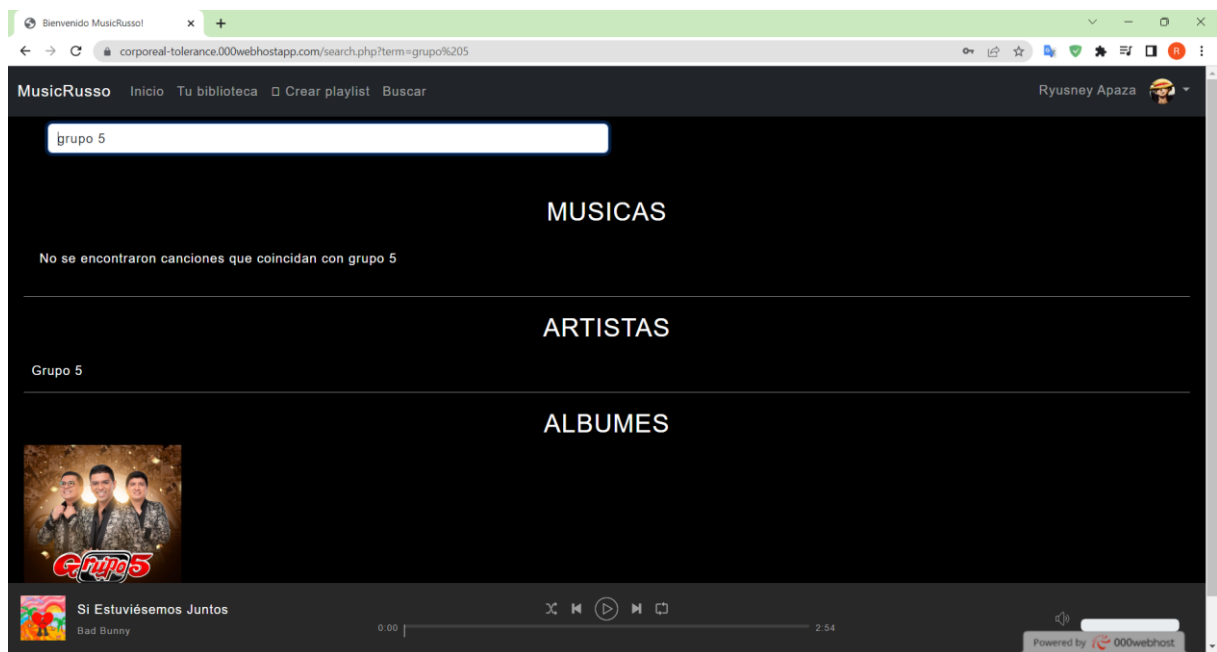 Bienvenido MusicRusso!
corporeal-tolerance.000webhostapp.com/search.php?term=grupo%205
R
MusicRusso Inicio Tu biblioteca Crear playlist Buscar Ryusney Apaza
grupo 5
MUSICAS
No se encontraron canciones que coincidan con grupo 5
ARTISTAS
Grupo 5
ALBUMES
Grupo5
Si Estuviésemos Juntos
Bad Bunny
0:00 2:54
Powered by 000webhost